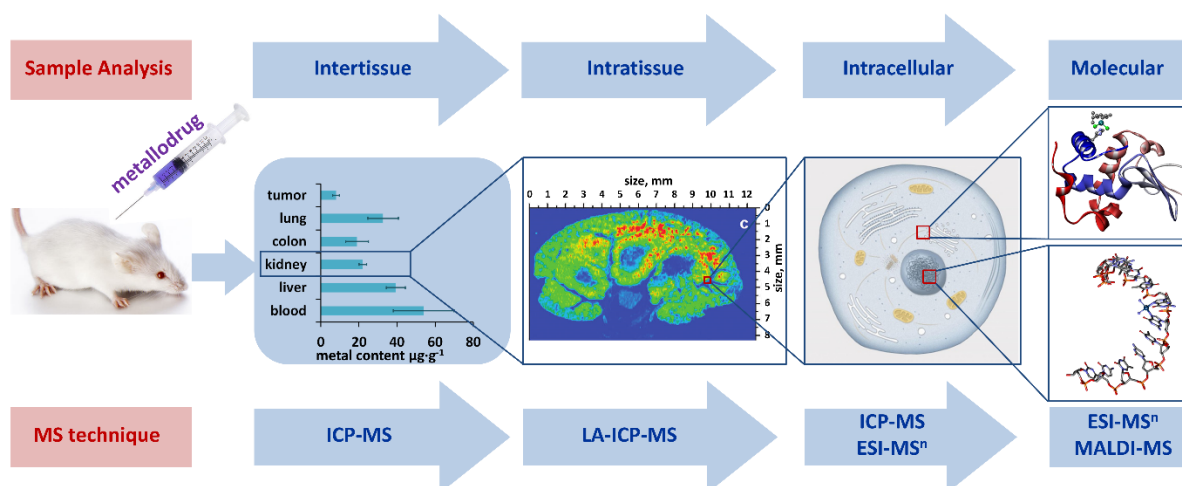 Sample Analysis
Intertissue
Intratissue
Intracellular
Molecular
metallodrug
tumor
lung
colon
kidney
liver
blood
0 20 40 60 80
metal content µg·g⁻¹
size, mm
0 1 2 3 4 5 6 7 8 9 10 11 12
C
0
1
2
3
4
5
6
7
8
size, mm
MS technique
ICP-MS
LA-ICP-MS
ICP-MS
ESI-MSⁿ
ESI-MSⁿ
MALDI-MS